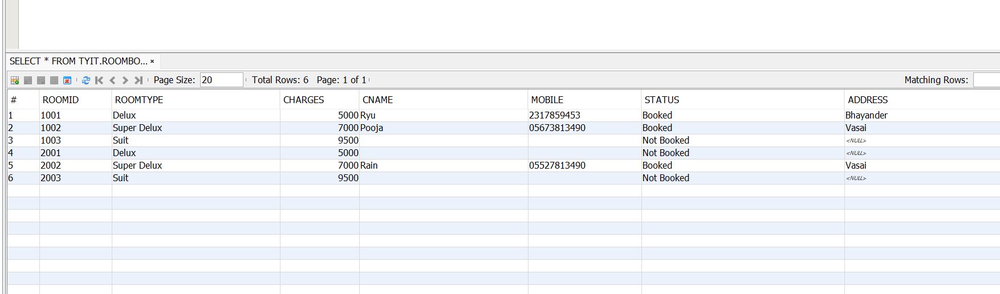 SELECT * FROM TYIT.ROOMBO... ×
Page Size: 20 Total Rows: 6 Page: 1 of 1 Matching Rows:
# ROOMID ROOMTYPE CHARGES CNAME MOBILE STATUS ADDRESS
1 1001 Delux 5000 Ryu 2317859453 Booked Bhayander
2 1002 Super Delux 7000 Pooja 05673813490 Booked Vasai
3 1003 Suit 9500 Not Booked <NULL>
4 2001 Delux 5000 Not Booked <NULL>
5 2002 Super Delux 7000 Rain 05527813490 Booked Vasai
6 2003 Suit 9500 Not Booked <NULL>